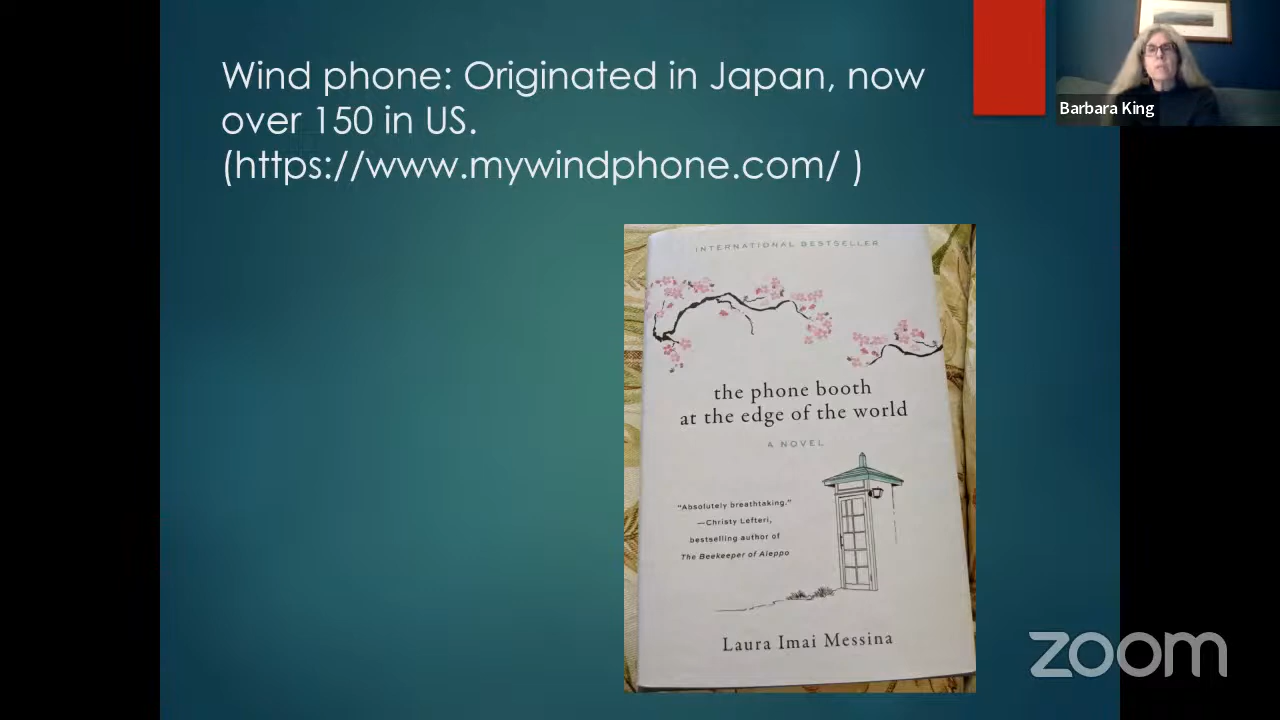 Wind phone: Originated in Japan, now
over 150 in US.
(https://www.mywindphone.com/ )
Barbara King
INTERNATIONAL BESTSELLER
the phone booth
at the edge of the world
A NOVEL
"Absolutely breathtaking."
—Christy Lefteri,
bestselling author of
The Beekeeper of Aleppo
Laura Imai Messina
zoom